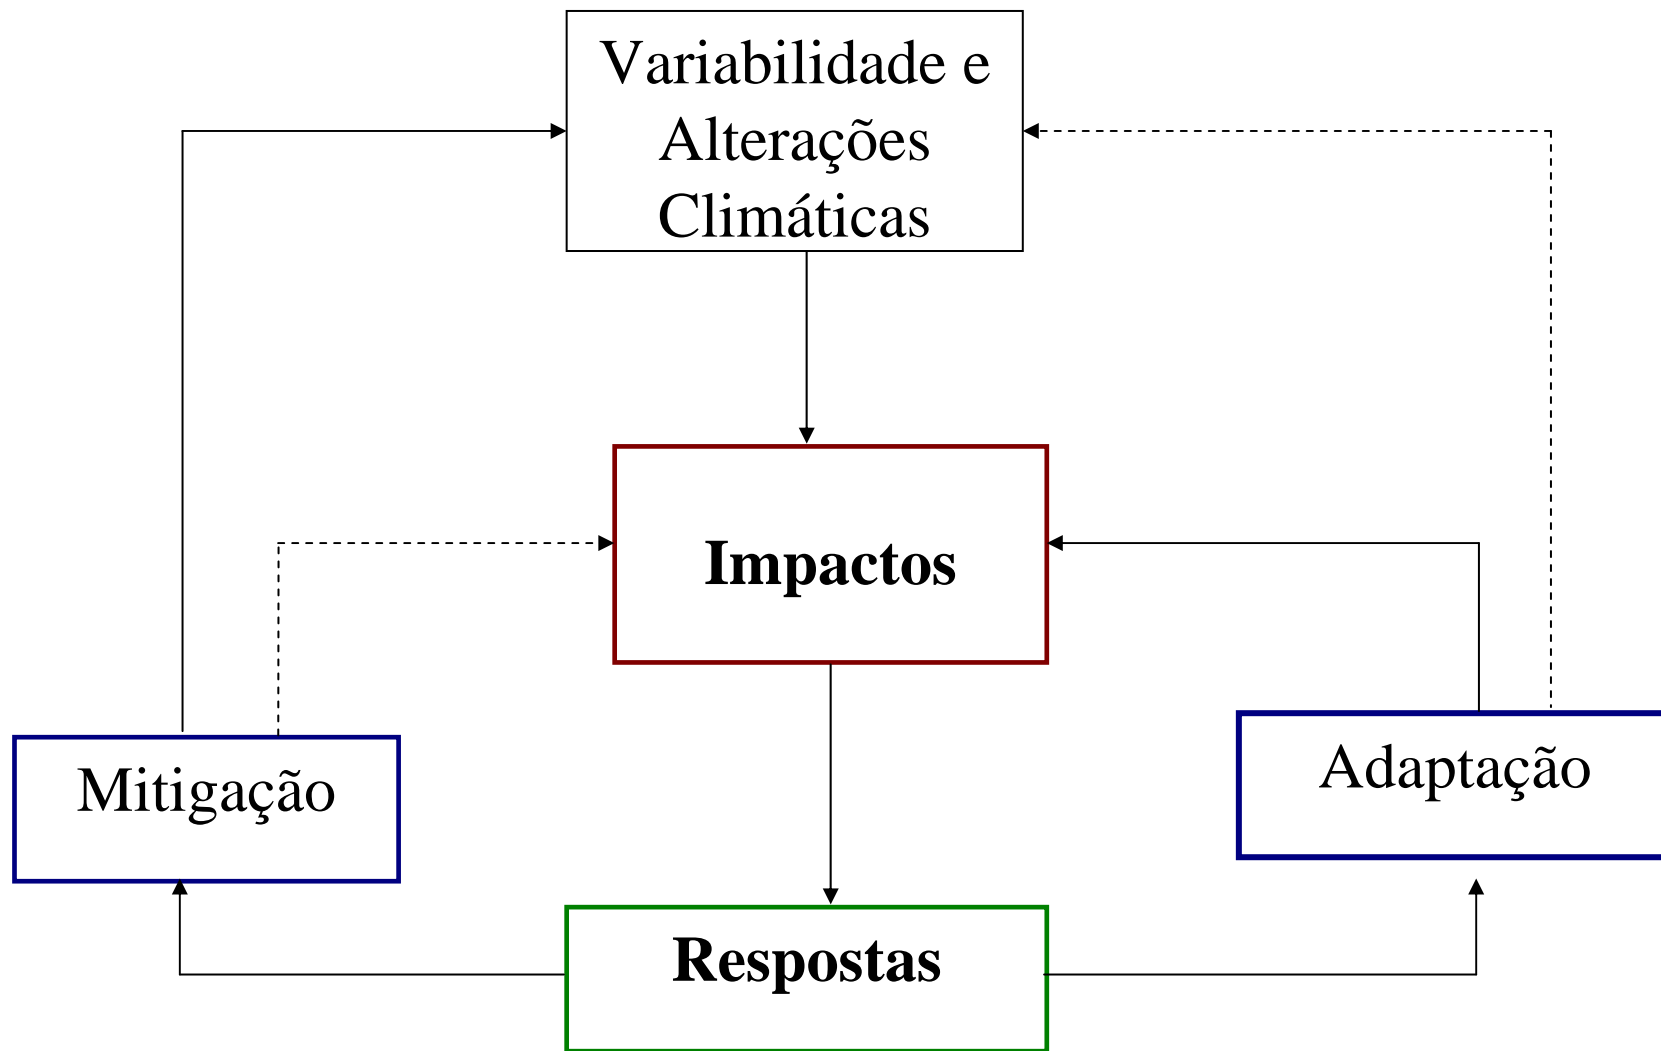 Variabilidade e
Alterações
Climáticas
Impactos
Mitigação
Adaptação
Respostas